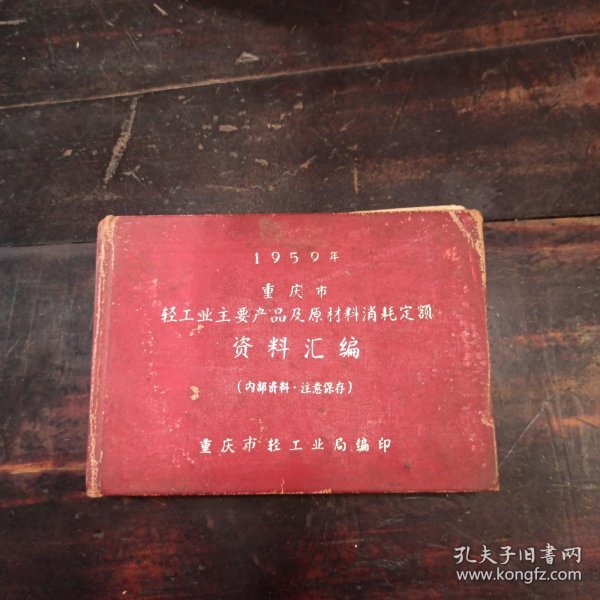 1959年
重庆市
轻工业主要产品及原材料消耗定额
资料汇编
(内部资料·注意保存)
重庆市轻工业局编印
孔夫子旧书网
www.kongfz.com